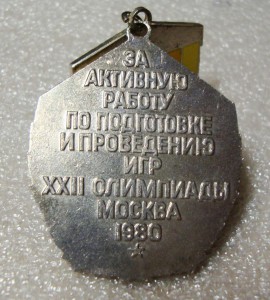 ЗА
АКТИВНУЮ
РАБОТУ
ПО ПОДГОТОВКЕ
И ПРОВЕДЕНИЮ
ИГР
XXII ОЛИМПИАДЫ
МОСКВА
1980